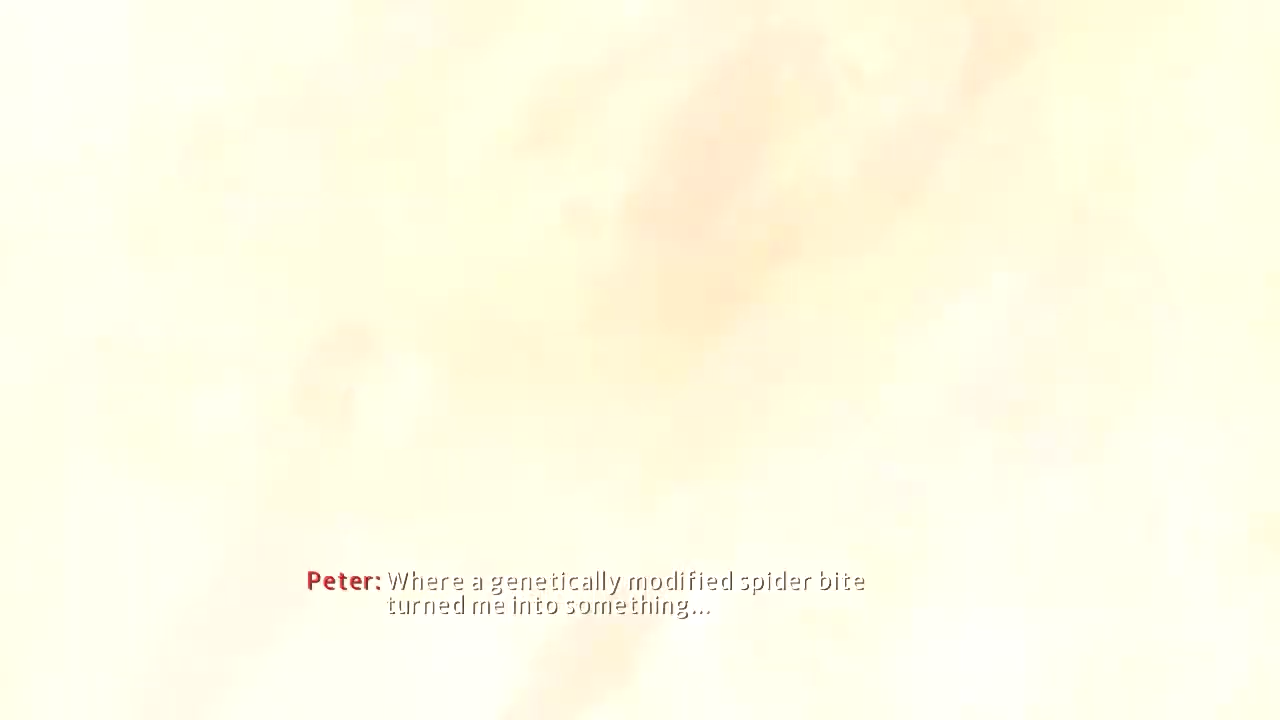 Peter: Where a genetically modified spider bite
turned me into something...